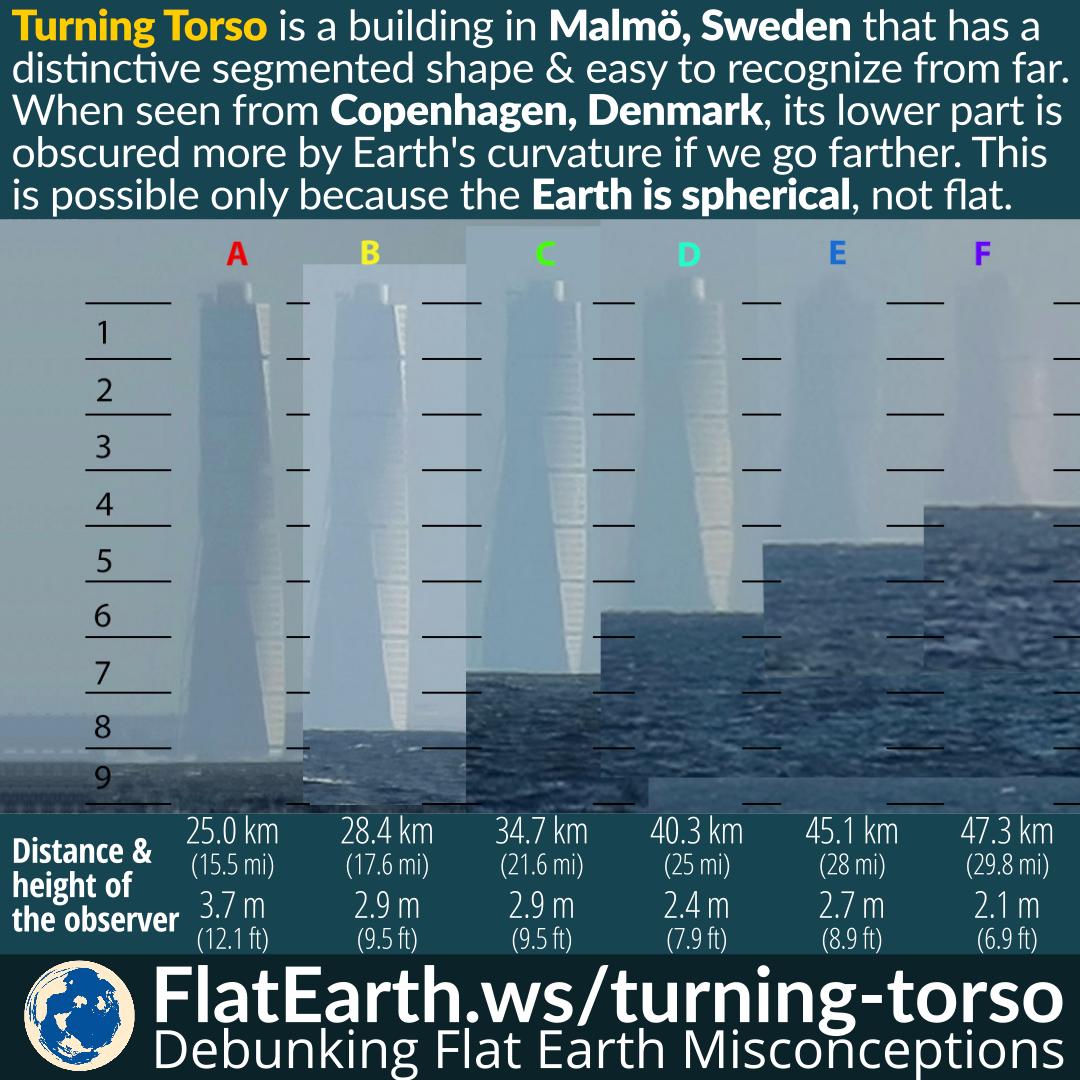 Turning Torso is a building in Malmö, Sweden that has a
distinctive segmented shape & easy to recognize from far.
When seen from Copenhagen, Denmark, its lower part is
obscured more by Earth's curvature if we go farther. This
is possible only because the Earth is spherical, not flat.
A B C D E F
1
2
3
4
5
6
7
8
9
Distance &
height of
the observer
25.0 km 28.4 km 34.7 km 40.3 km 45.1 km 47.3 km
(15.5 mi) (17.6 mi) (21.6 mi) (25 mi) (28 mi) (29.8 mi)
3.7 m 2.9 m 2.9 m 2.4 m 2.7 m 2.1 m
(12.1 ft) (9.5 ft) (9.5 ft) (7.9 ft) (8.9 ft) (6.9 ft)
FlatEarth.ws/turning-torso
Debunking Flat Earth Misconceptions